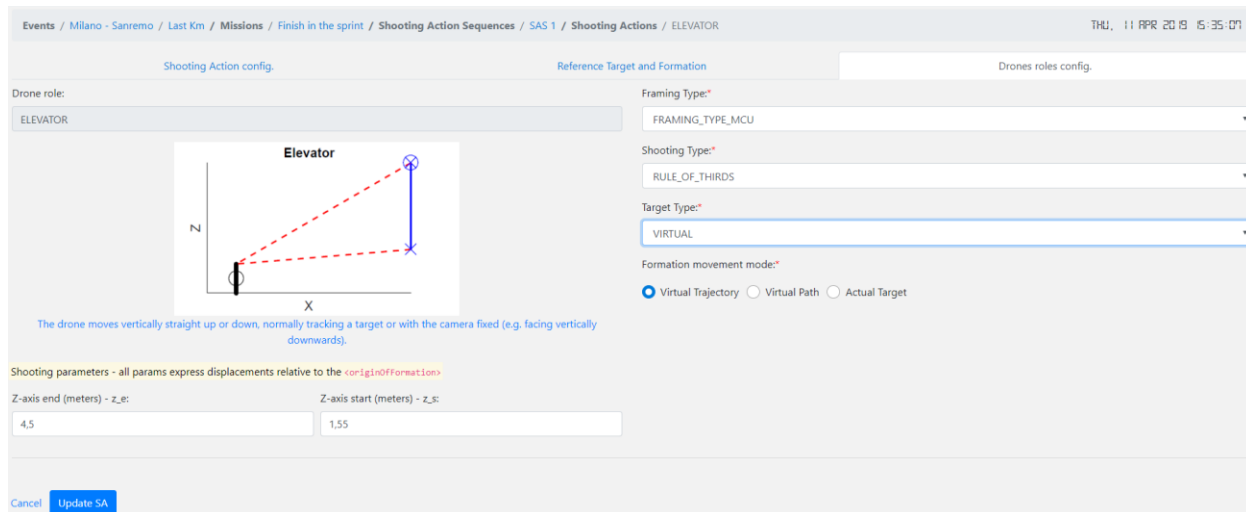 Events / Milano - Sanremo / Last Km / Missions / Finish in the sprint / Shooting Action Sequences / SAS 1 / Shooting Actions / ELEVATOR
THU, 11 APR 2019 15:35:07
Shooting Action config.
Reference Target and Formation
Drones roles config.
Drone role:
ELEVATOR
Elevator
Z
X
The drone moves vertically straight up or down, normally tracking a target or with the camera fixed (e.g. facing vertically
downwards).
Shooting parameters - all params express displacements relative to the <originOfFormation>
Z-axis end (meters) - z_e:
4,5
Z-axis start (meters) - z_s:
1,55
Framing Type:*
FRAMING_TYPE_MCU
Shooting Type:*
RULE_OF_THIRDS
Target Type:*
VIRTUAL
Formation movement mode:*
Virtual Trajectory
Virtual Path
Actual Target
Cancel
Update SA